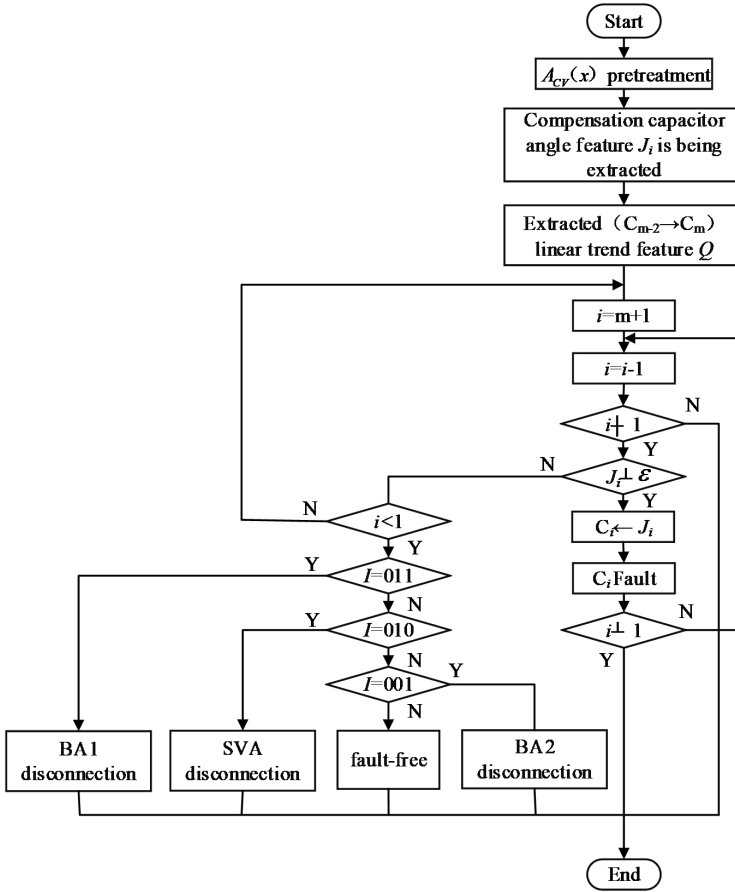 Start
A_CV(x) pretreatment
Compensation capacitor
angle feature J_i is being
extracted
Extracted（C_m-2→C_m）
linear trend feature Q
i=m+1
i=i-1
i╁ 1
N
Y
J_i┴ ε
N
Y
i<1
N
Y
C_i← J_i
I=011
Y
N
C_iFault
I=010
Y
N
i┴ 1
N
Y
I=001
Y
N
BA1
disconnection
SVA
disconnection
fault-free
BA2
disconnection
End